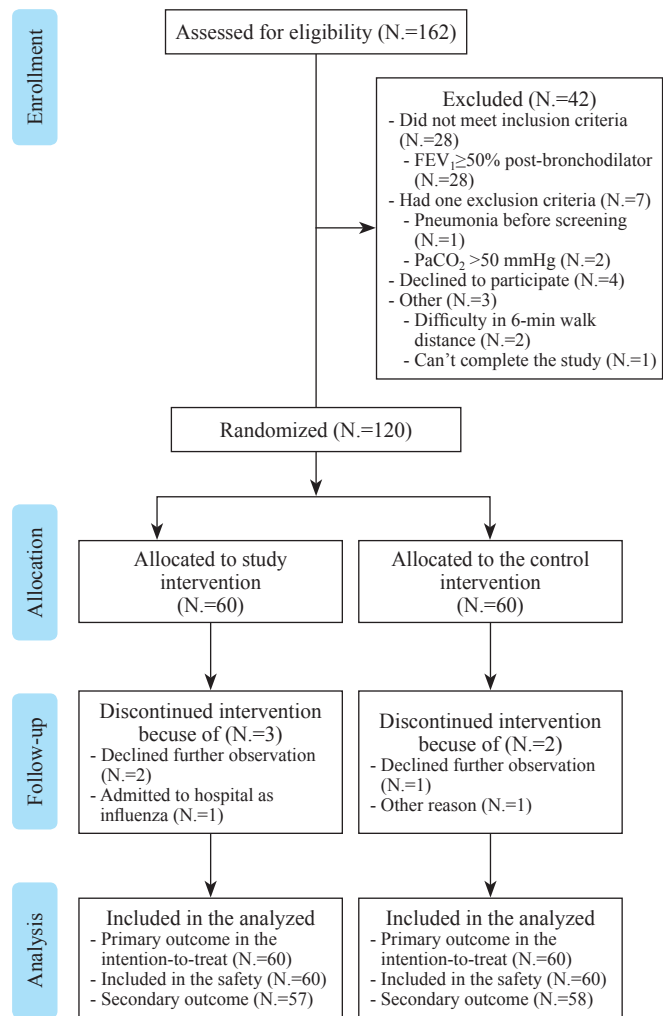 Enrollment
Assessed for eligibility (N.=162)
Excluded (N.=42)
- Did not meet inclusion criteria
(N.=28)
- FEV₁≥50% post-bronchodilator
(N.=28)
- Had one exclusion criteria (N.=7)
- Pneumonia before screening
(N.=1)
- PaCO₂ >50 mmHg (N.=2)
- Declined to participate (N.=4)
- Other (N.=3)
- Difficulty in 6-min walk
distance (N.=2)
- Can't complete the study (N.=1)
Randomized (N.=120)
Allocation
Allocated to study
intervention
(N.=60)
Allocated to the control
intervention
(N.=60)
Follow-up
Discontinued intervention
becuse of (N.=3)
- Declined further observation
(N.=2)
- Admitted to hospital as
influenza (N.=1)
Discontinued intervention
becuse of (N.=2)
- Declined further observation
(N.=1)
- Other reason (N.=1)
Analysis
Included in the analyzed
- Primary outcome in the
intention-to-treat (N.=60)
- Included in the safety (N.=60)
- Secondary outcome (N.=57)
Included in the analyzed
- Primary outcome in the
intention-to-treat (N.=60)
- Included in the safety (N.=60)
- Secondary outcome (N.=58)